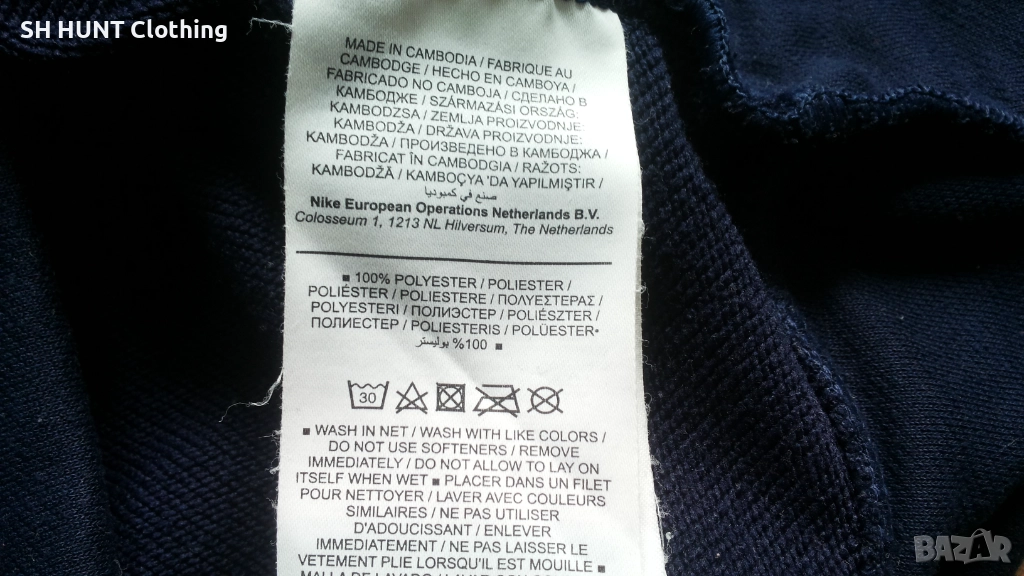 SH HUNT Clothing
MADE IN CAMBODIA / FABRIQUE AU
CAMBODGE / HECHO EN CAMBOYA /
FABRICADO NO CAMBOJA / СДЕЛАНО В
КАМБОДЖЕ / SZÁRMAZÁSI ORSZÁG:
KAMBODZSA / ZEMLJA PROIZVODNJE:
KAMBODŽA / DRŽAVA PROIZVODNJE:
KAMBODŽA / ПРОИЗВЕДЕНО В КАМБОДЖА /
FABRICAT ÎN CAMBODGIA / RAŽOTS:
KAMBODŽĀ / KAMBOÇYA 'DA YAPILMIŞTIR /
صنع في كمبوديا
Nike European Operations Netherlands B.V.
Colosseum 1, 1213 NL Hilversum, The Netherlands
■ 100% POLYESTER / POLIESTER /
POLIÉSTER / POLIESTERE / ΠΟΛΥΕΣΤΕΡΑΣ /
POLYESTERI / ПОЛИЭСТЕР / POLIÉSZTER /
ПОЛИЕСТЕР / POLIESTERIS / POLÜESTER•
100% بوليستر ■
30
■ WASH IN NET / WASH WITH LIKE COLORS /
DO NOT USE SOFTENERS / REMOVE
IMMEDIATELY / DO NOT ALLOW TO LAY ON
ITSELF WHEN WET ■ PLACER DANS UN FILET
POUR NETTOYER / LAVER AVEC COULEURS
SIMILAIRES / NE PAS UTILISER
D'ADOUCISSANT / ENLEVER
IMMEDIATEMENT / NE PAS LAISSER LE
VETEMENT PLIE LORSQU'IL EST MOUILLE ■
BAZAR